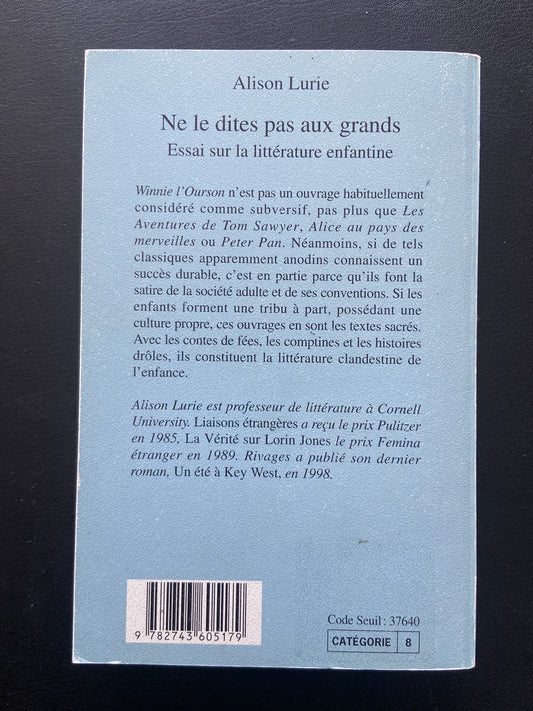 Alison Lurie
Ne le dites pas aux grands
Essai sur la littérature enfantine
Winnie l'Ourson n'est pas un ouvrage habituellement
considéré comme subversif, pas plus que Les
Aventures de Tom Sawyer, Alice au pays des
merveilles ou Peter Pan. Néanmoins, si de tels
classiques apparemment anodins connaissent un
succès durable, c'est en partie parce qu'ils font la
satire de la société adulte et de ses conventions. Si les
enfants forment une tribu à part, possédant une
culture propre, ces ouvrages en sont les textes sacrés.
Avec les contes de fées, les comptines et les histoires
drôles, ils constituent la littérature clandestine de
l'enfance.
Alison Lurie est professeur de littérature à Cornell
University. Liaisons étrangères a reçu le prix Pulitzer
en 1985, La Vérité sur Lorin Jones le prix Femina
étranger en 1989. Rivages a publié son dernier
roman, Un été à Key West, en 1998.
9 782743 605179
Code Seuil : 37640
CATÉGORIE 8